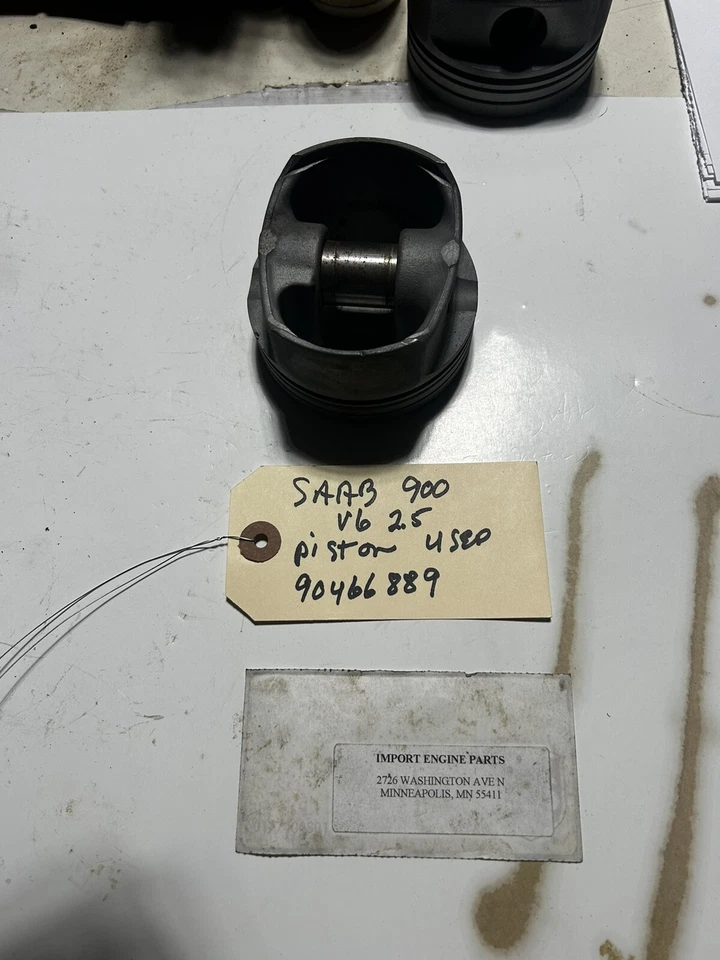 SAAB 900
V6 2.5
piston used
90466889
IMPORT ENGINE PARTS
2726 WASHINGTON AVE N
MINNEAPOLIS, MN 55411